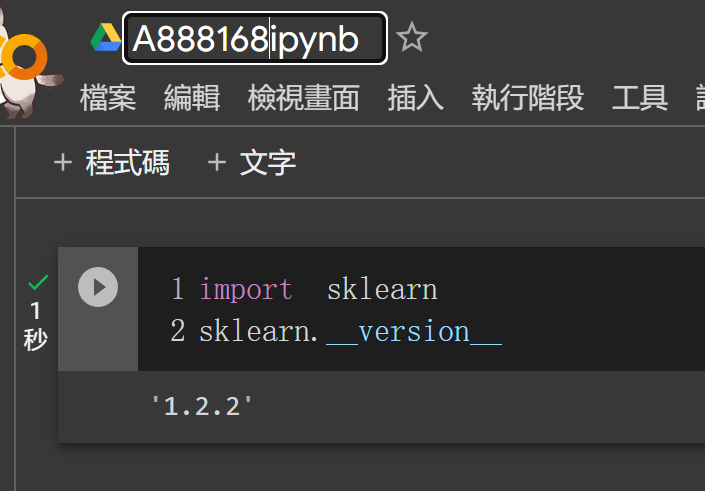 A888168ipynb
檔案 編輯 檢視畫面 插入 執行階段 工具
+ 程式碼 + 文字
1 import sklearn
2 sklearn.__version__
1
秒
'1.2.2'